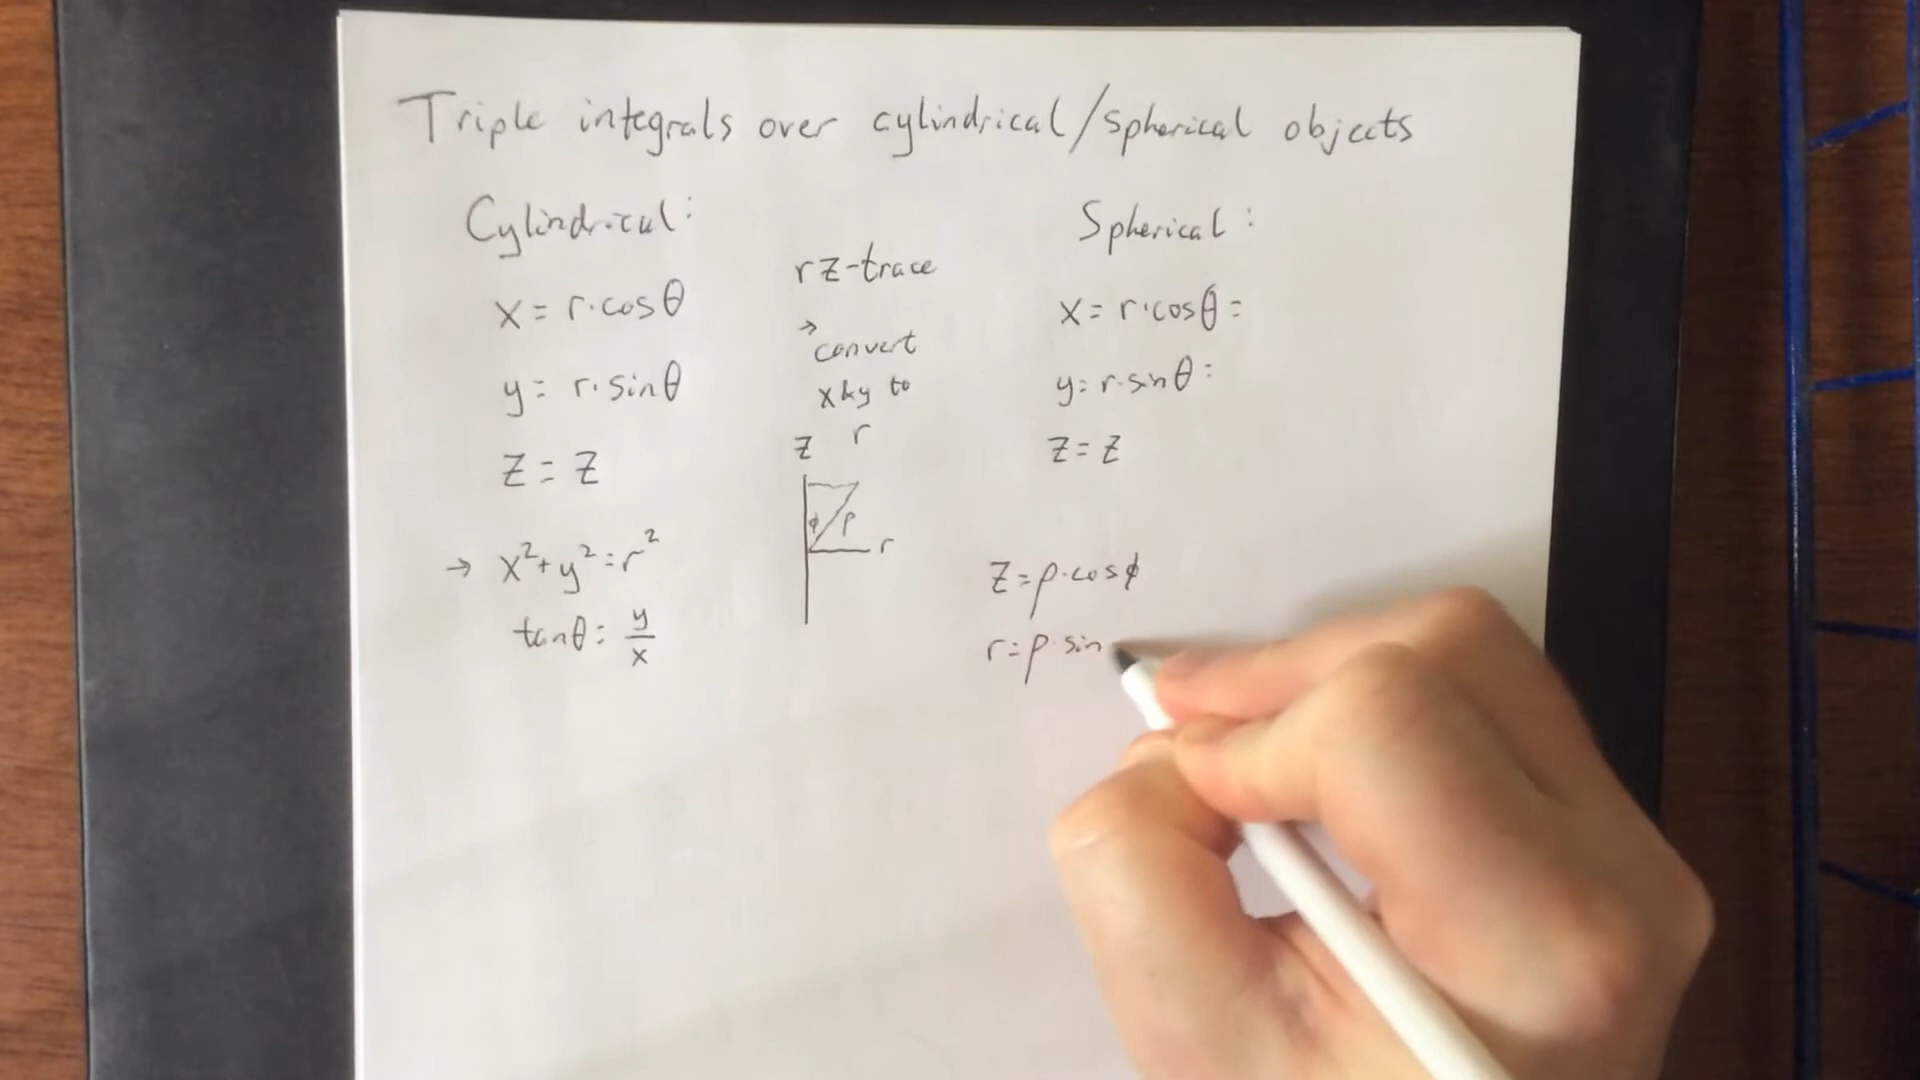 Triple integrals over cylindrical/spherical objects
Cylindrical:
x = r·cosθ
y = r·sinθ
z = z
→ x²+y²=r²
tanθ = y/x
rz-trace
→
convert
x&y to
r
z
ϕ ρ
r
Spherical:
x = r·cosθ =
y = r·sinθ =
z = z
z = ρ·cosϕ
r = ρ·sin